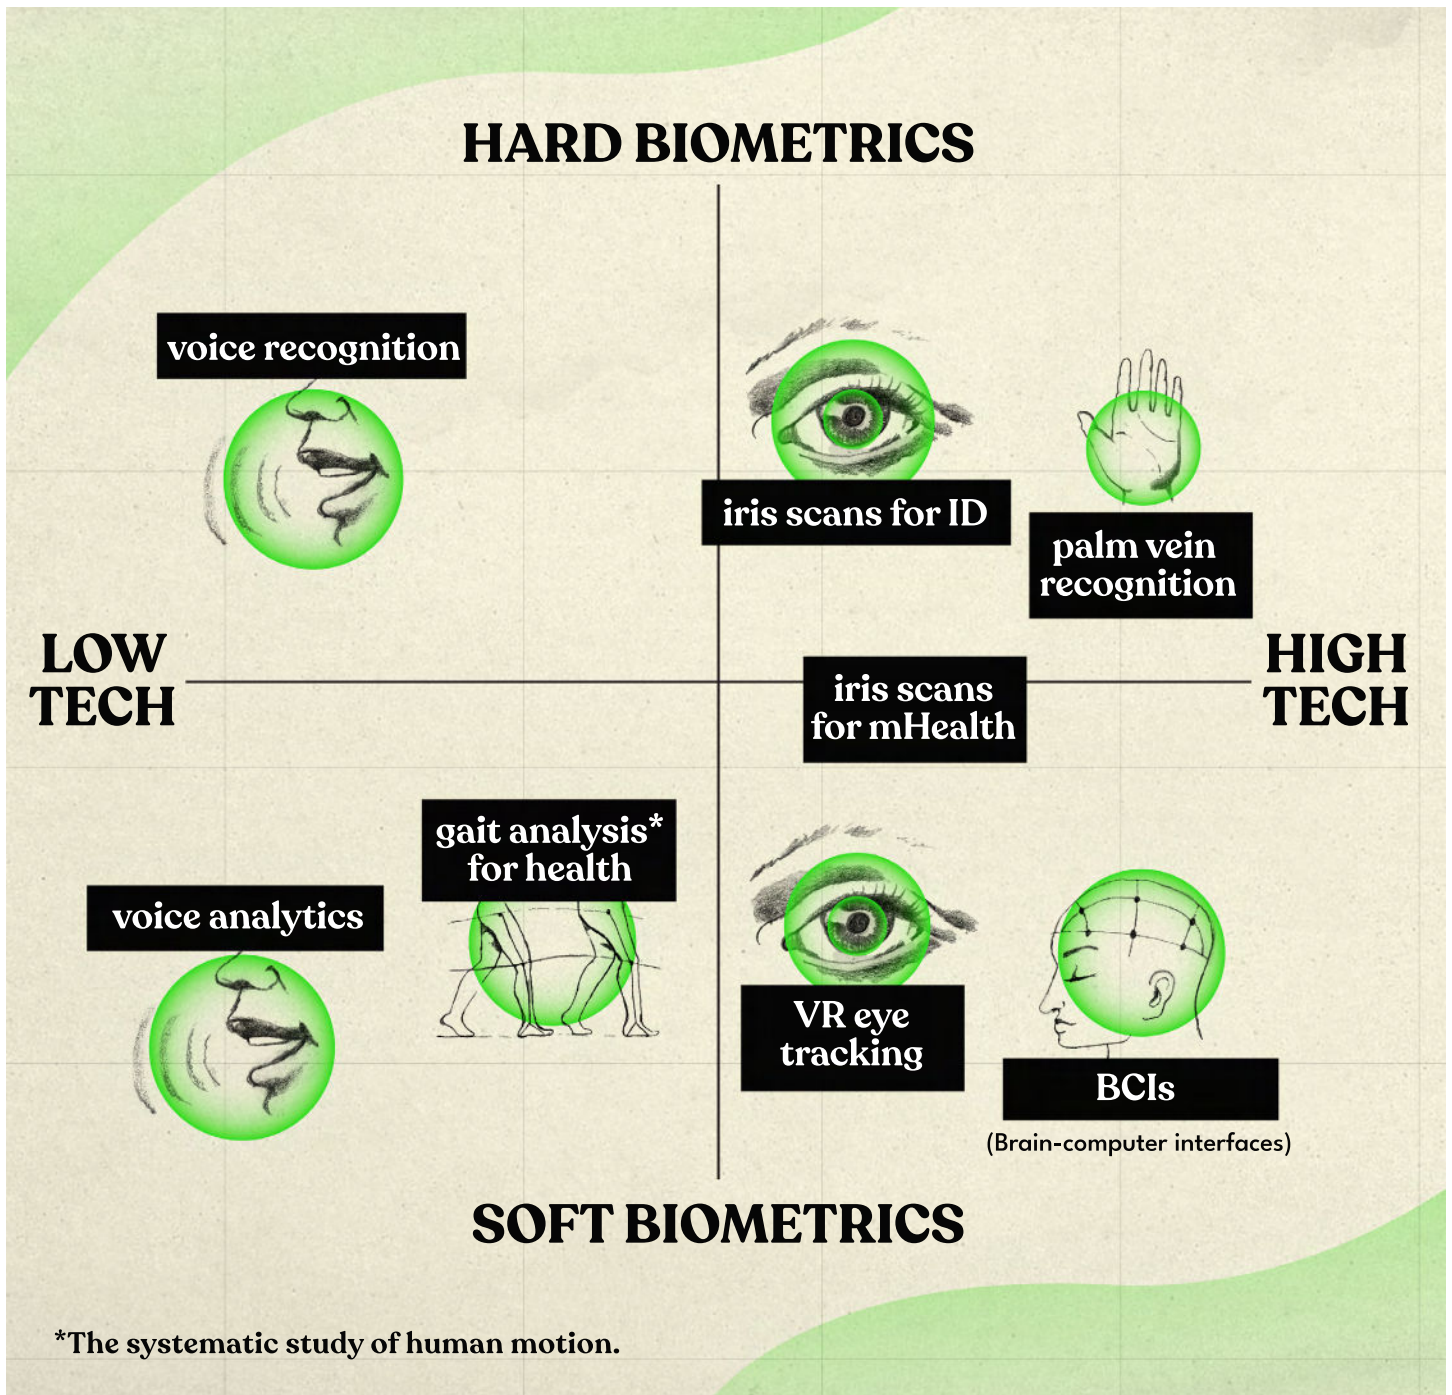 HARD BIOMETRICS
voice recognition
iris scans for ID
palm vein
recognition
LOW
TECH
HIGH
TECH
iris scans
for mHealth
gait analysis*
for health
voice analytics
VR eye
tracking
BCIs
(Brain-computer interfaces)
SOFT BIOMETRICS
*The systematic study of human motion.